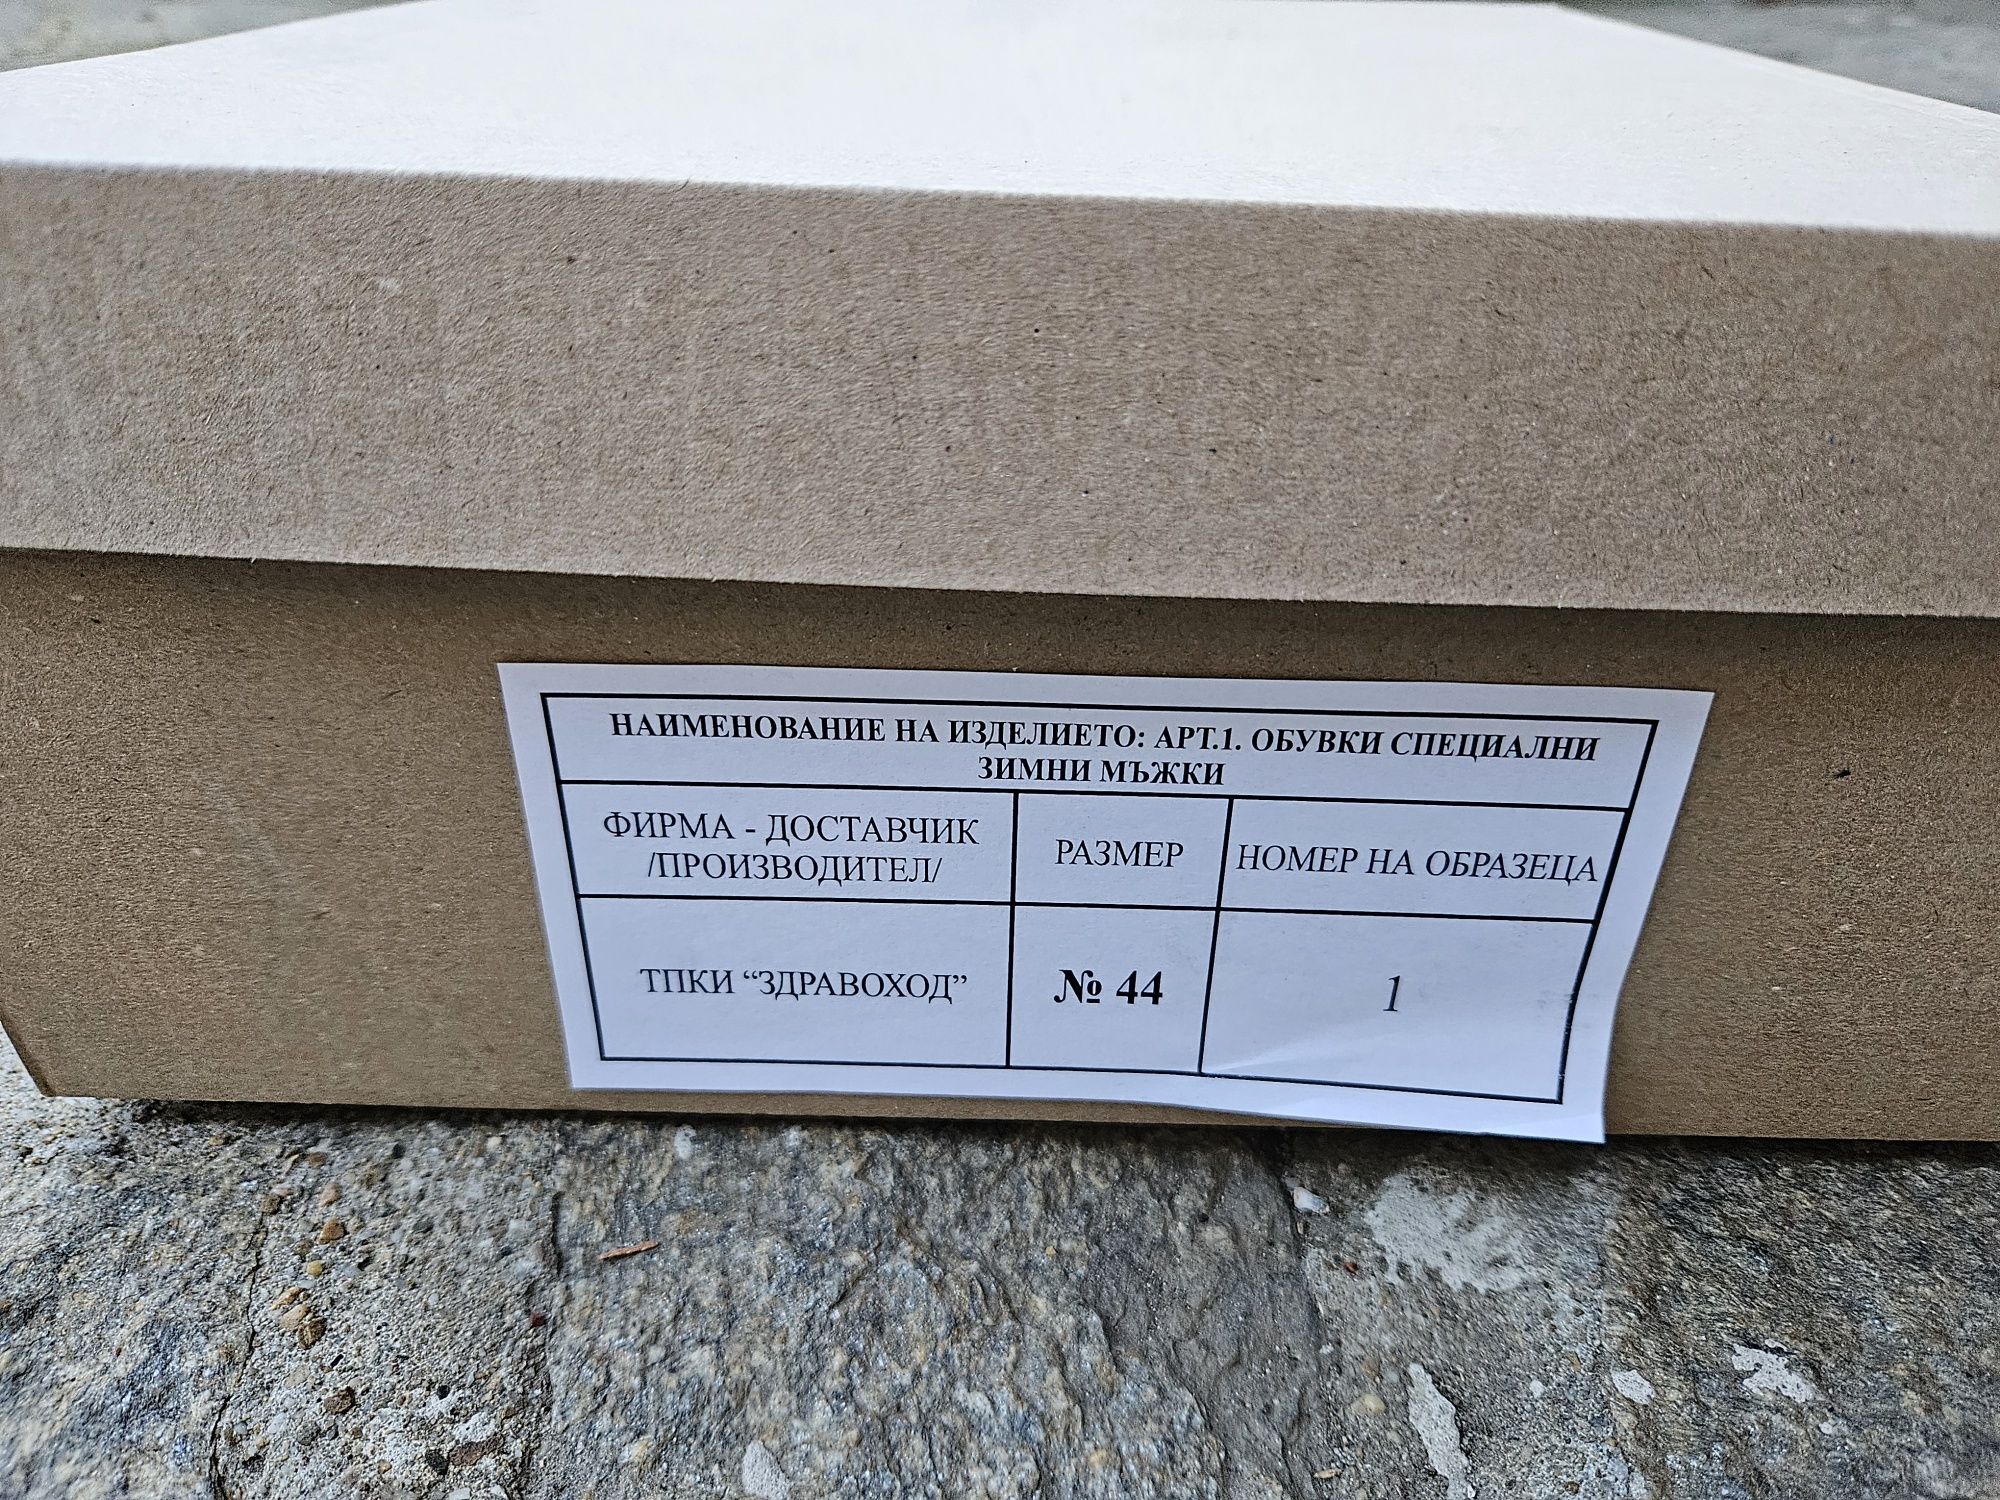 НАИМЕНОВАНИЕ НА ИЗДЕЛИЕТО: АРТ.1. ОБУВКИ СПЕЦИАЛНИ
ЗИМНИ МЪЖКИ
ФИРМА - ДОСТАВЧИК
/ПРОИЗВОДИТЕЛ/
РАЗМЕР
НОМЕР НА ОБРАЗЕЦА
ТПКИ “ЗДРАВОХОД”
№ 44
1